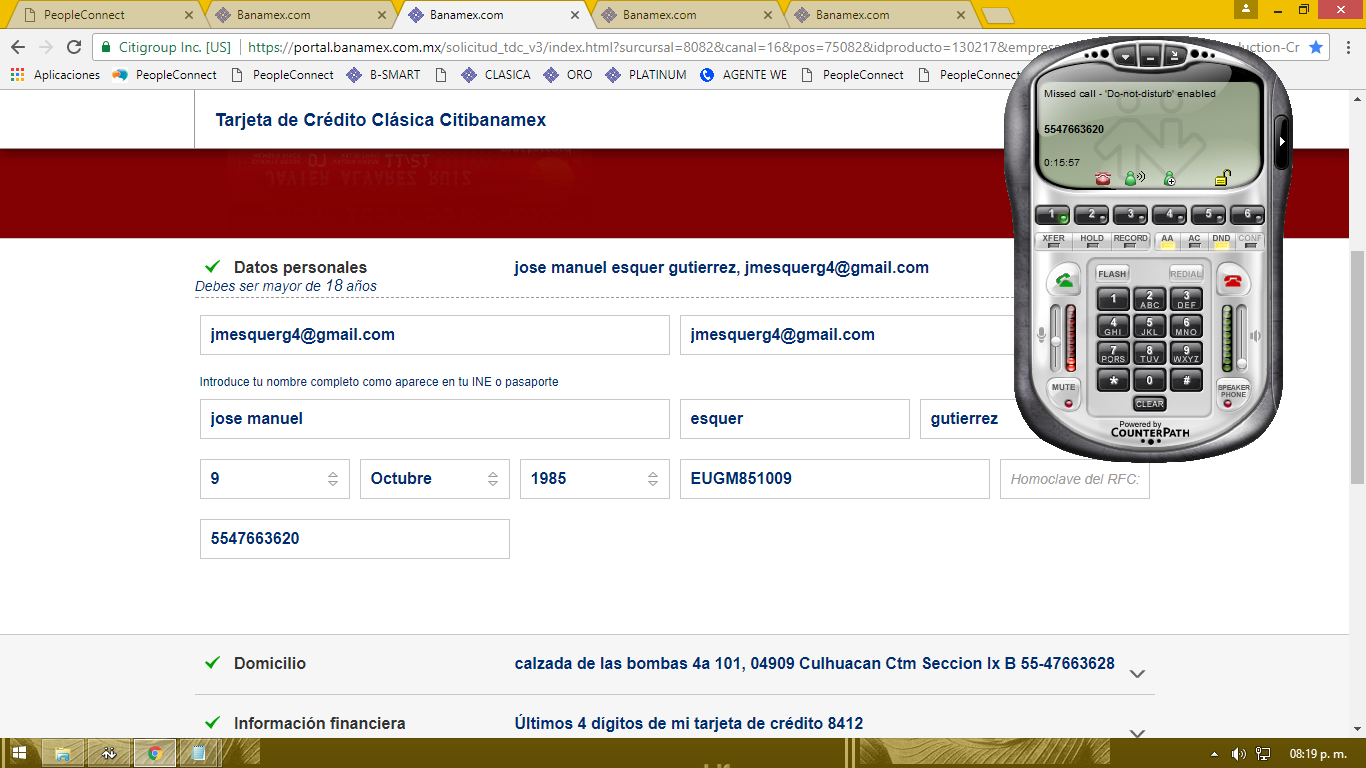 PeopleConnect
Banamex.com
Banamex.com
Banamex.com
Banamex.com
Citigroup Inc. [US]
https://portal.banamex.com.mx/solicitud_tdc_v3/index.html?surcursal=8082&canal=16&pos=75082&idproducto=130217&empres
uction-Cr
Aplicaciones
PeopleConnect
PeopleConnect
B-SMART
CLASICA
ORO
PLATINUM
AGENTE WE
PeopleConnect
PeopleConnect
Tarjeta de Crédito Clásica Citibanamex
JAVIER ALVAREZ RUIZ
Datos personales
jose manuel esquer gutierrez, jmesquerg4@gmail.com
Debes ser mayor de 18 años
jmesquerg4@gmail.com
jmesquerg4@gmail.com
Introduce tu nombre completo como aparece en tu INE o pasaporte
jose manuel
esquer
gutierrez
9
Octubre
1985
EUGM851009
Homoclave del RFC:
5547663620
Domicilio
calzada de las bombas 4a 101, 04909 Culhuacan Ctm Seccion Ix B 55-47663628
Información financiera
Últimos 4 dígitos de mi tarjeta de crédito 8412
Missed call - 'Do-not-disturb' enabled
5547663620
0:15:57
1 2 3 4 5 6
XFER HOLD RECORD AA AC DND CONF
FLASH
REDIAL
1
2 ABC
3 DEF
4 GHI
5 JKL
6 MNO
7 PQRS
8 TUV
9 WXYZ
*
0
#
MUTE
SPEAKER PHONE
CLEAR
Powered by
COUNTERPATH
08:19 p. m.